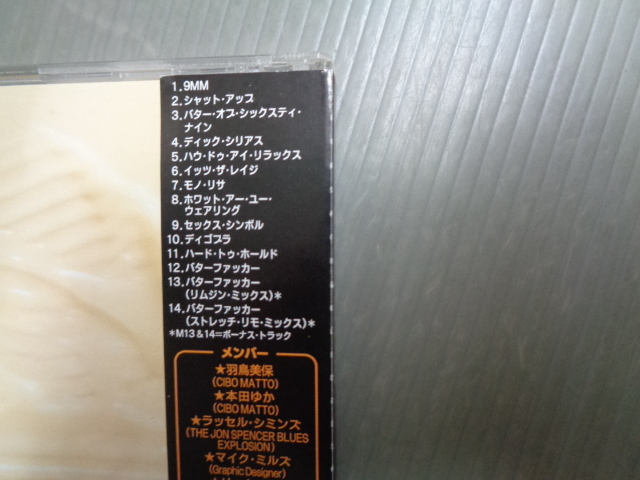 1.9MM
2.シャット・アップ
3.バター・オブ・シックスティ・
ナイン
4.ディック・シリアス
5.ハウ・ドゥ・アイ・リラックス
6.イッツ・ザ・レイジ
7.モノ・リサ
8.ホワット・アー・ユー・
ウェアリング
9.セックス・シンボル
10.ディゴブラ
11.ハード・トゥ・ホールド
12.バターファッカー
13.バターファッカー
(リムジン・ミックス)*
14.バターファッカー
(ストレッチ・リモ・ミックス)*
*M13&14=ボーナス・トラック
メンバー
★羽鳥美保
(CIBO MATTO)
★本田ゆか
(CIBO MATTO)
★ラッセル・シミンズ
(THE JON SPENCER BLUES
EXPLOSION)
★マイク・ミルズ
(Graphic Designer)